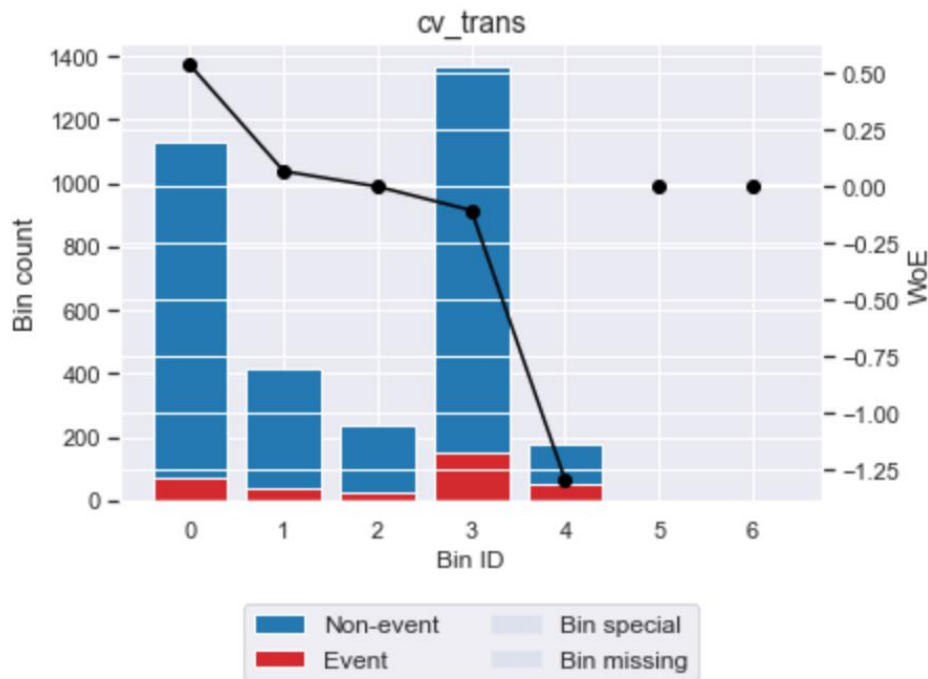 cv_trans
1400
1200
1000
800
600
400
200
0
Bin count
0.50
0.25
0.00
−0.25
−0.50
−0.75
−1.00
−1.25
WoE
0 1 2 3 4 5 6
Bin ID
Non-event Bin special
Event Bin missing